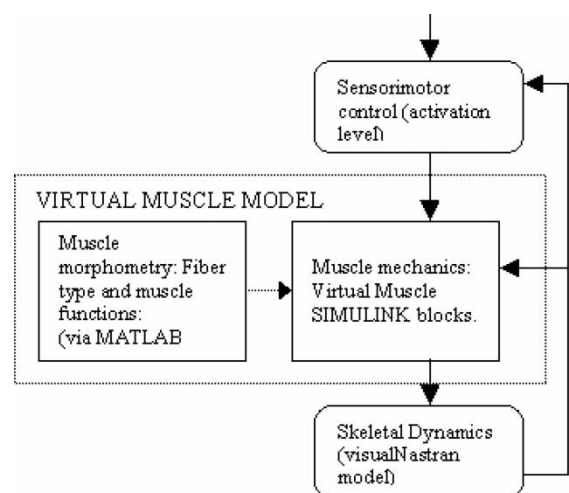 Sensorimotor
control (activation
level)
VIRTUAL MUSCLE MODEL
Muscle
morphometry: Fiber
type and muscle
functions:
(via MATLAB
Muscle mechanics:
Virtual Muscle
SIMULINK blocks.
Skeletal Dynamics
(visualNastran
model)